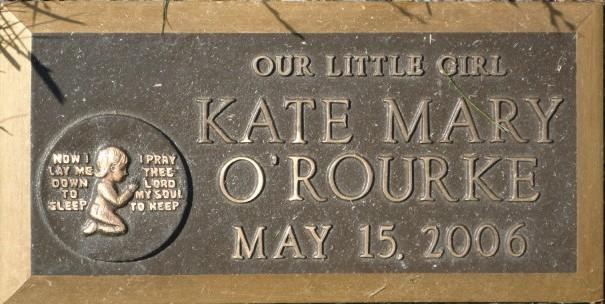 OUR LITTLE GIRL
KATE MARY
O'ROURKE
MAY 15, 2006
NOW I
LAY ME
DOWN
TO
SLEEP
I PRAY
THEE
LORD
MY SOUL
TO KEEP